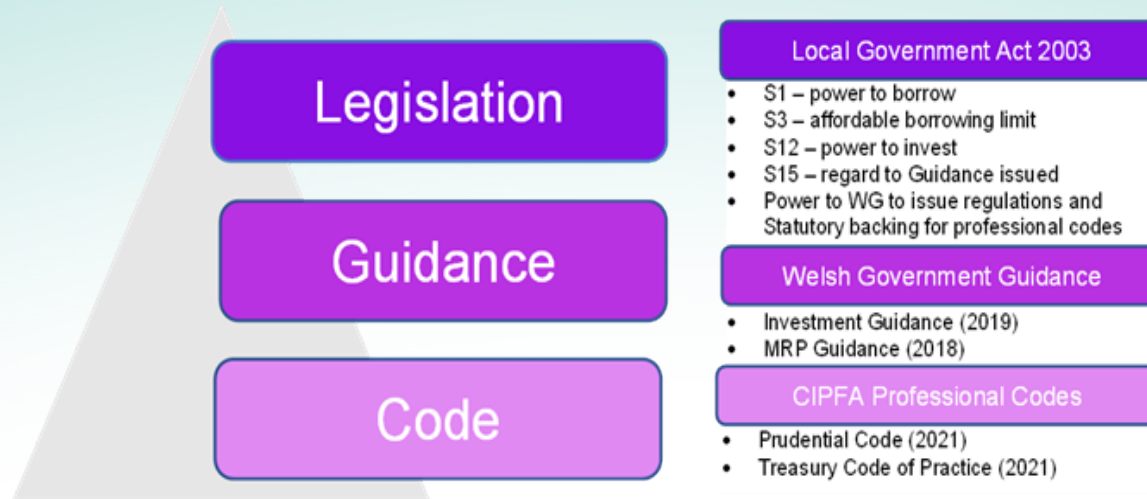 Legislation
Local Government Act 2003
• S1 – power to borrow
• S3 – affordable borrowing limit
• S12 – power to invest
• S15 – regard to Guidance issued
• Power to WG to issue regulations and
Statutory backing for professional codes
Guidance
Welsh Government Guidance
• Investment Guidance (2019)
• MRP Guidance (2018)
Code
CIPFA Professional Codes
• Prudential Code (2021)
• Treasury Code of Practice (2021)